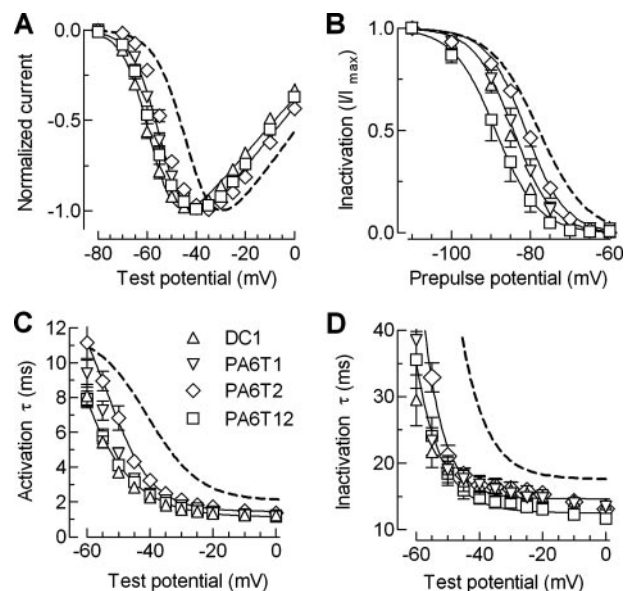 A
0.0
-0.5
-1.0
Normalized current
-80 -60 -40 -20 0
Test potential (mV)
B
1.0
0.5
0.0
Inactivation (I/Imax)
-100 -80 -60
Prepulse potential (mV)
C
12
10
8
6
4
2
0
Activation τ (ms)
DC1
PA6T1
PA6T2
PA6T12
-60 -40 -20 0
Test potential (mV)
D
40
30
20
10
Inactivation τ (ms)
-60 -40 -20 0
Test potential (mV)